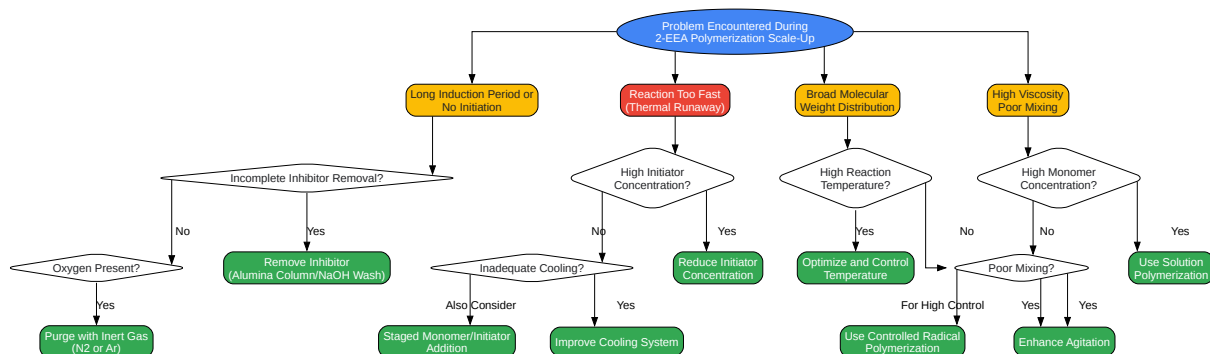 Problem Encountered During
2-EEA Polymerization Scale-Up
Long Induction Period or
No Initiation
Reaction Too Fast
(Thermal Runaway)
Broad Molecular
Weight Distribution
High Viscosity
Poor Mixing
Incomplete Inhibitor Removal?
High Initiator
Concentration?
High Reaction
Temperature?
High Monomer
Concentration?
No
Yes
No
Yes
Yes
No
No
Yes
Oxygen Present?
Remove Inhibitor
(Alumina Column/NaOH Wash)
Inadequate Cooling?
Reduce Initiator
Concentration
Optimize and Control
Temperature
Poor Mixing?
Use Solution
Polymerization
Yes
Also Consider
Yes
For High Control
Yes
Yes
Purge with Inert Gas
(N2 or Ar)
Staged Monomer/Initiator
Addition
Improve Cooling System
Use Controlled Radical
Polymerization
Enhance Agitation